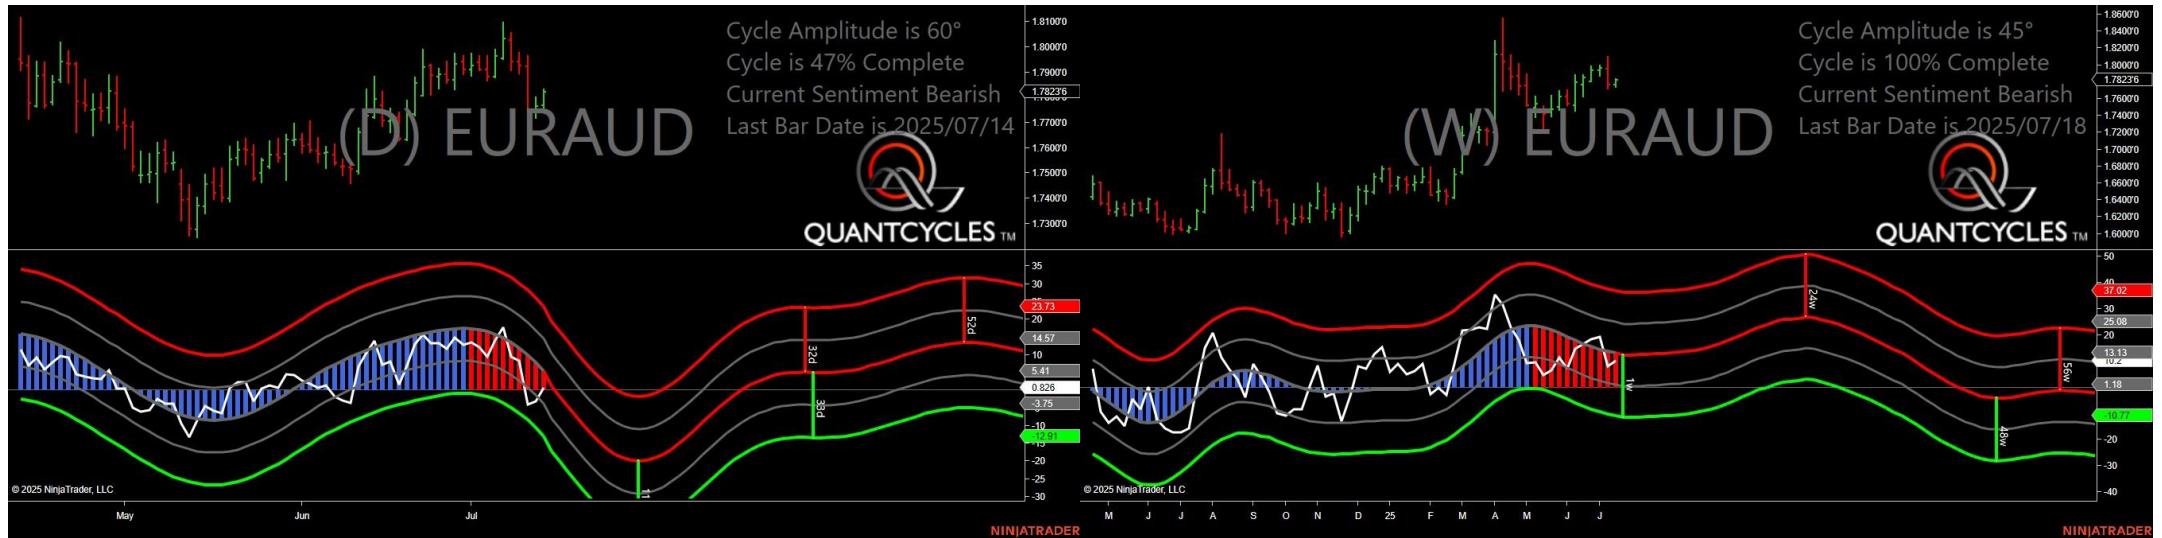 Cycle Amplitude is 60°
Cycle is 47% Complete
Current Sentiment Bearish
Last Bar Date is 2025/07/14
(D) EURAUD
QUANTCYCLES TM
1.8100'0
1.8000'0
1.7900'0
1.7823'6
1.7700'0
1.7600'0
1.7500'0
1.7400'0
1.7300'0
35
30
23.73
20
14.57
10
5.41
0.826
-3.75
-10
-12.91
-20
-25
-30
32d
33d
52d
© 2025 NinjaTrader, LLC
May
Jun
Jul
NINJATRADER
Cycle Amplitude is 45°
Cycle is 100% Complete
Current Sentiment Bearish
Last Bar Date is 2025/07/18
(W) EURAUD
QUANTCYCLES TM
1.8600'0
1.8400'0
1.8200'0
1.8000'0
1.7823'6
1.7600'0
1.7400'0
1.7200'0
1.7000'0
1.6800'0
1.6600'0
1.6400'0
1.6200'0
1.6000'0
50
37.02
30
25.08
20
13.13
10.2
1.18
-10.77
-20
-30
-40
1w
24w
48w
56w
© 2025 NinjaTrader, LLC
M
J
J
A
S
O
N
D
25
F
M
A
M
J
J
NINJATRADER